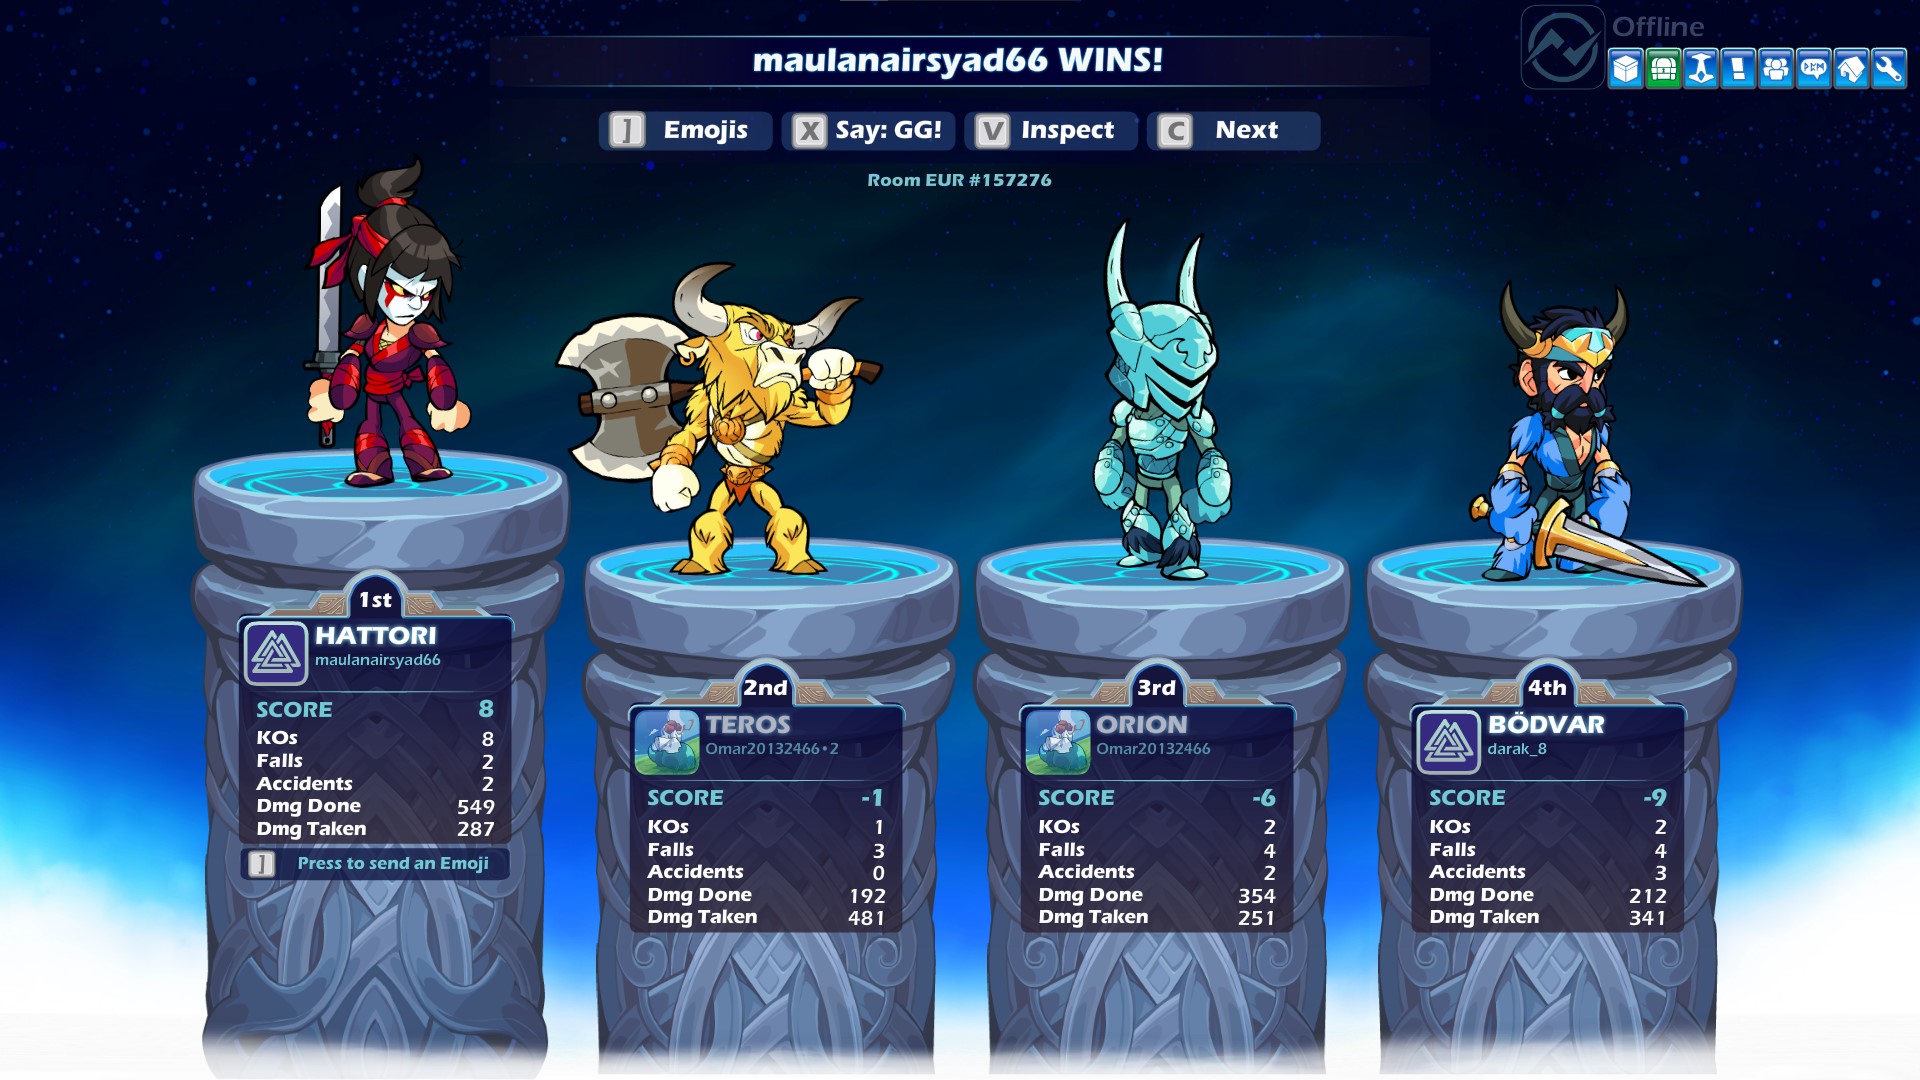 Offline
maulanairsyad66 WINS!
] Emojis X Say: GG! V Inspect C Next
Room EUR #157276
1st
HATTORI
maulanairsyad66
SCORE 8
KOs 8
Falls 2
Accidents 2
Dmg Done 549
Dmg Taken 287
] Press to send an Emoji
2nd
TEROS
Omar20132466•2
SCORE -1
KOs 1
Falls 3
Accidents 0
Dmg Done 192
Dmg Taken 481
3rd
ORION
Omar20132466
SCORE -6
KOs 2
Falls 4
Accidents 2
Dmg Done 354
Dmg Taken 251
4th
BÖDVAR
darak_8
SCORE -9
KOs 2
Falls 4
Accidents 3
Dmg Done 212
Dmg Taken 341